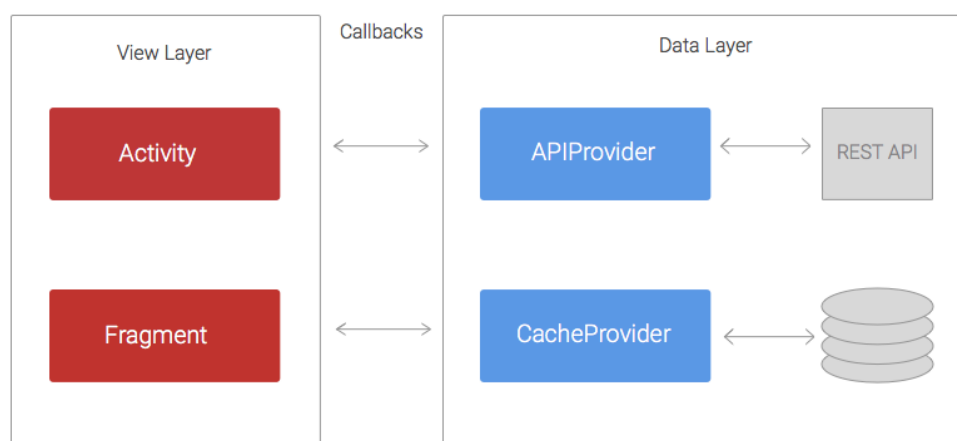 View Layer
Callbacks
Data Layer
Activity
APIProvider
REST API
Fragment
CacheProvider